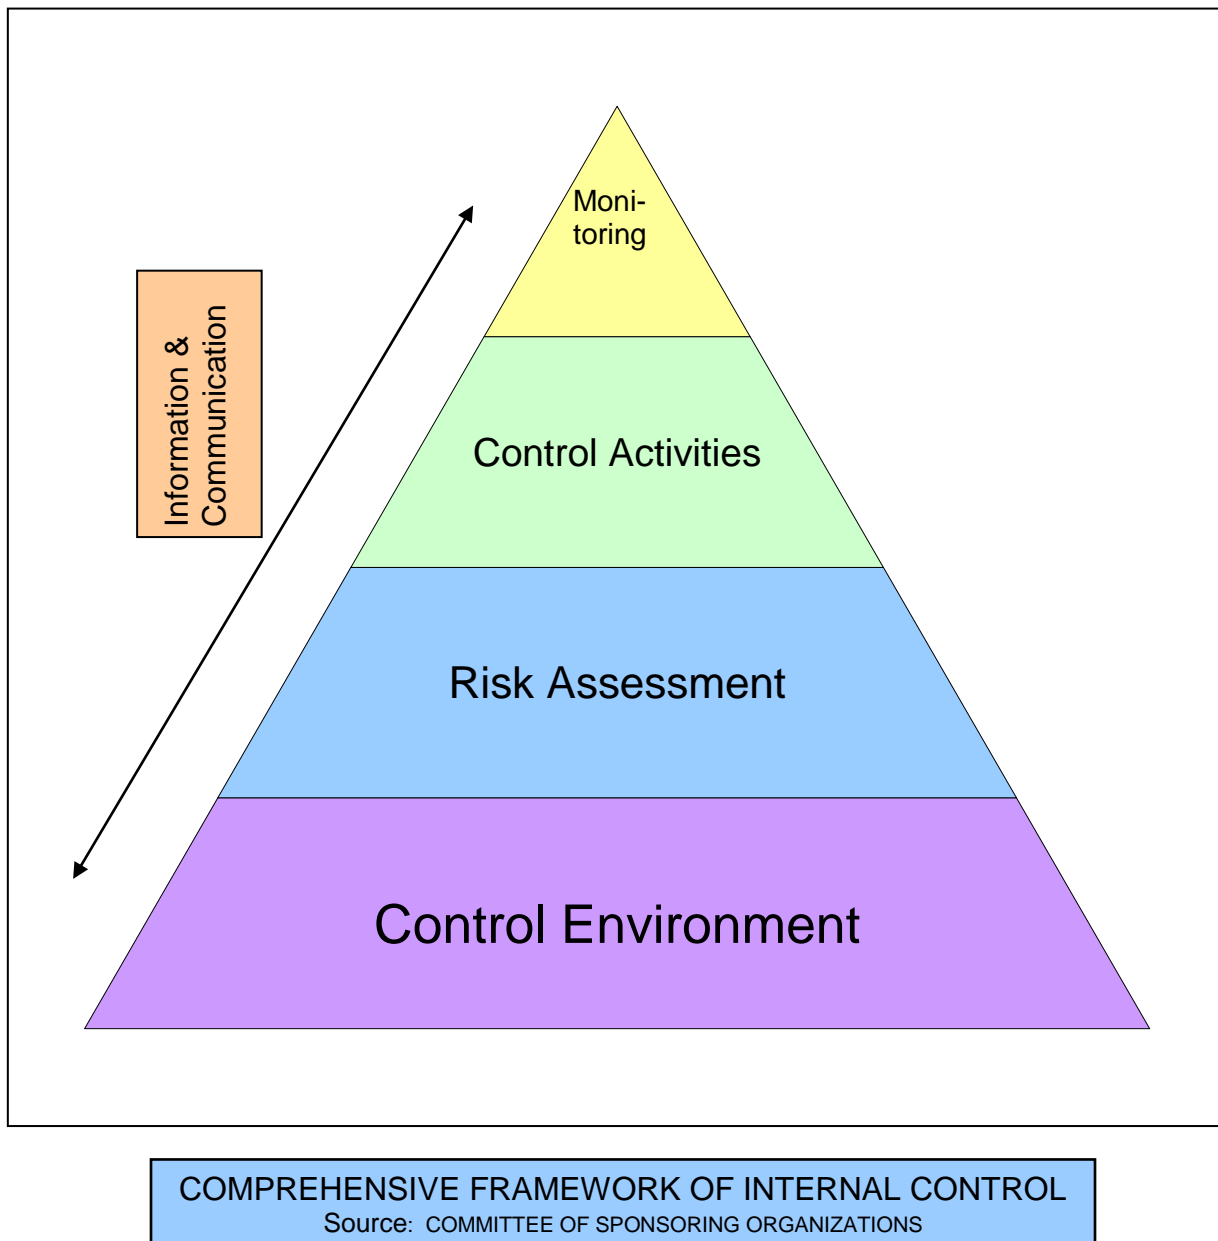 Moni-
toring
Information &
Communication
Control Activities
Risk Assessment
Control Environment
COMPREHENSIVE FRAMEWORK OF INTERNAL CONTROL
Source: COMMITTEE OF SPONSORING ORGANIZATIONS